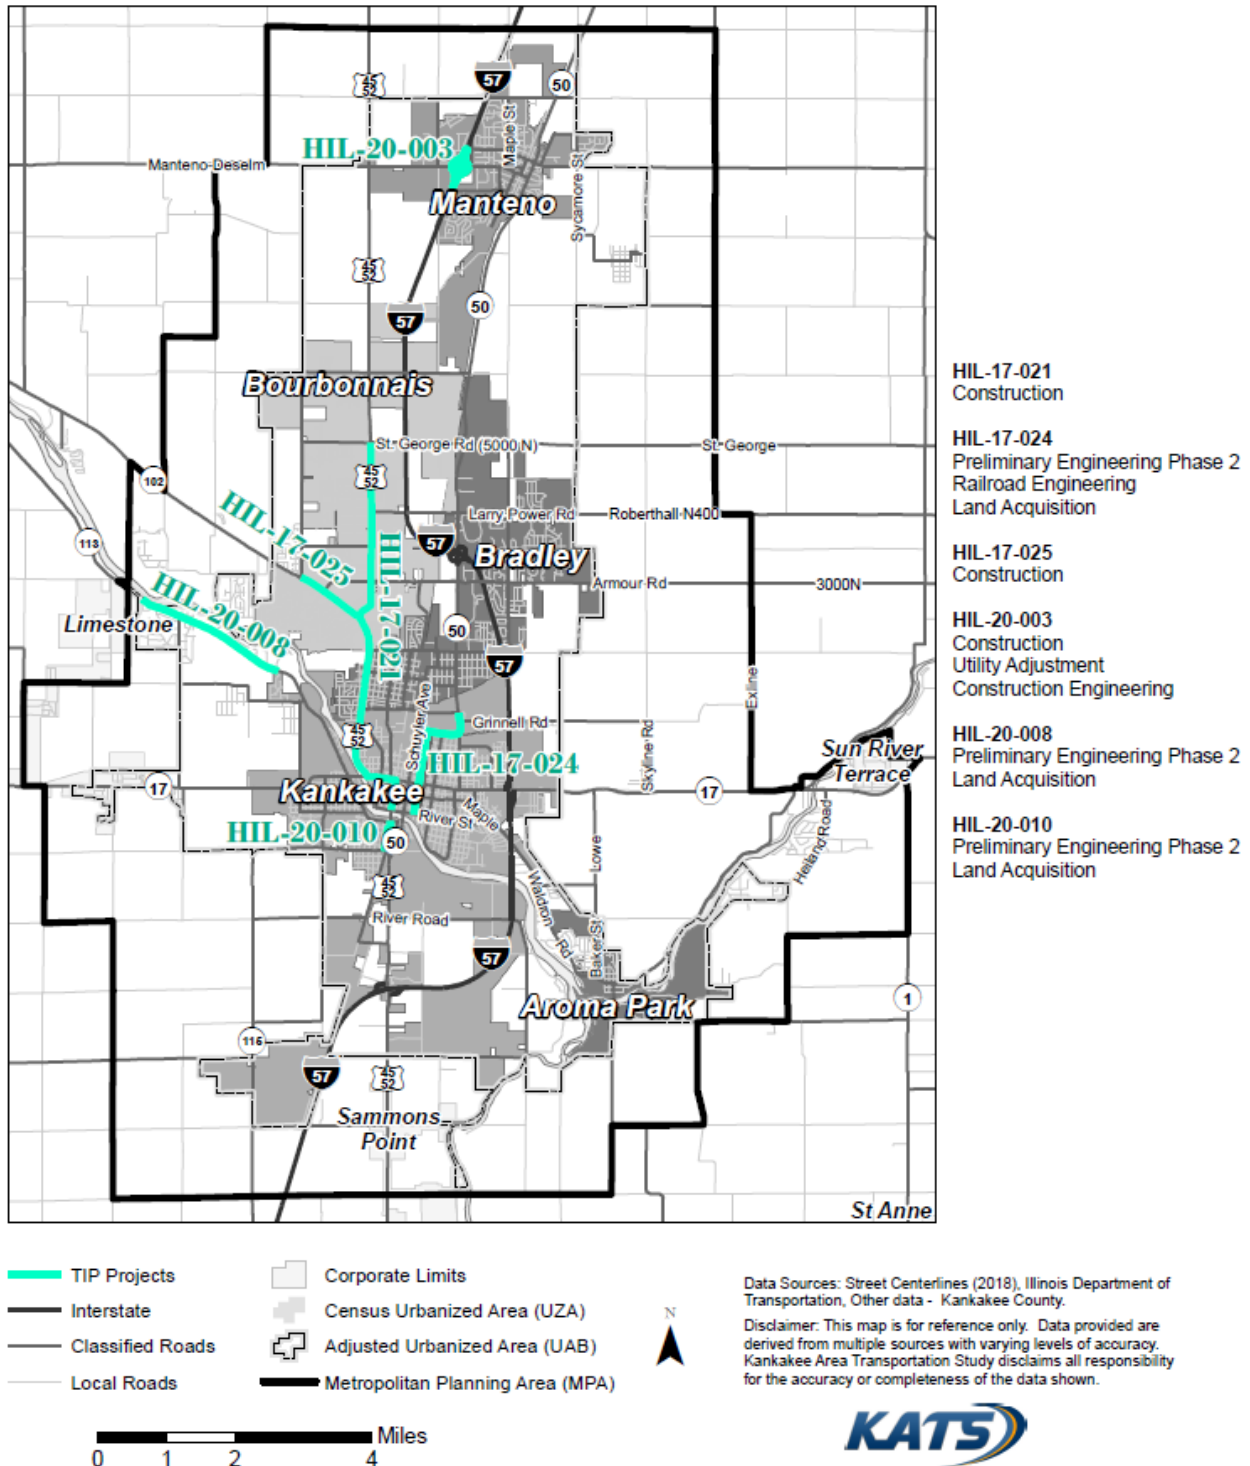 57
50
45
52
Maple St
HIL-20-003
Manteno-Deselm
Sycamore St
Manteno
45
52
50
57
Bourbonnais
St. George Rd (5000 N)
St. George
45
52
102
HIL-17-025
Larry Power Rd
Roberthall N400
113
57
Bradley
HIL-17-021
Armour Rd
3000N
HIL-20-008
Limestone
50
57
Exline
Schuyler Ave
Grinnell Rd
45
52
Skyline Rd
Sun River
Terrace
HIL-17-024
17
Kankakee
17
Maple
River St
HIL-20-010
50
Lowe
Heiland Road
45
52
Waldron Rd
River Road
Baker St
57
Aroma Park
1
115
57
45
52
Sammons
Point
St Anne
HIL-17-021
Construction
HIL-17-024
Preliminary Engineering Phase 2
Railroad Engineering
Land Acquisition
HIL-17-025
Construction
HIL-20-003
Construction
Utility Adjustment
Construction Engineering
HIL-20-008
Preliminary Engineering Phase 2
Land Acquisition
HIL-20-010
Preliminary Engineering Phase 2
Land Acquisition
TIP Projects
Interstate
Classified Roads
Local Roads
Corporate Limits
Census Urbanized Area (UZA)
Adjusted Urbanized Area (UAB)
Metropolitan Planning Area (MPA)
N
Miles
0 1 2 4
Data Sources: Street Centerlines (2018), Illinois Department of
Transportation, Other data - Kankakee County.
Disclaimer: This map is for reference only. Data provided are
derived from multiple sources with varying levels of accuracy.
Kankakee Area Transportation Study disclaims all responsibility
for the accuracy or completeness of the data shown.
KATS